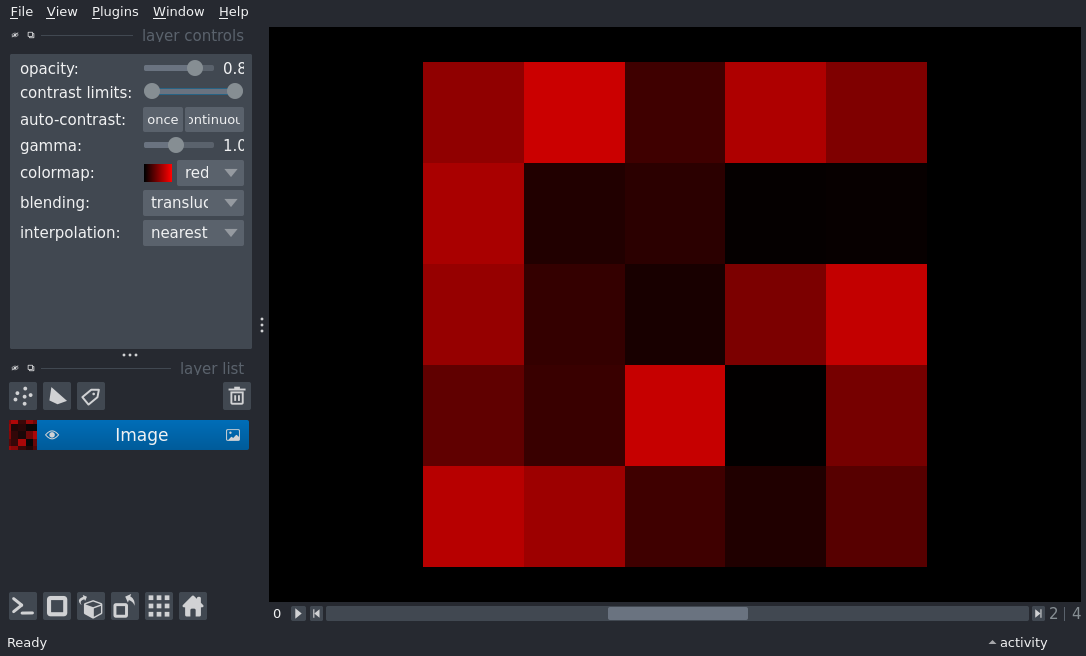 File View Plugins Window Help
layer controls
opacity: 0.8
contrast limits:
auto-contrast: once ontinuou
gamma: 1.0
colormap: red
blending: transluc
interpolation: nearest
layer list
Image
0 2 | 4
Ready activity